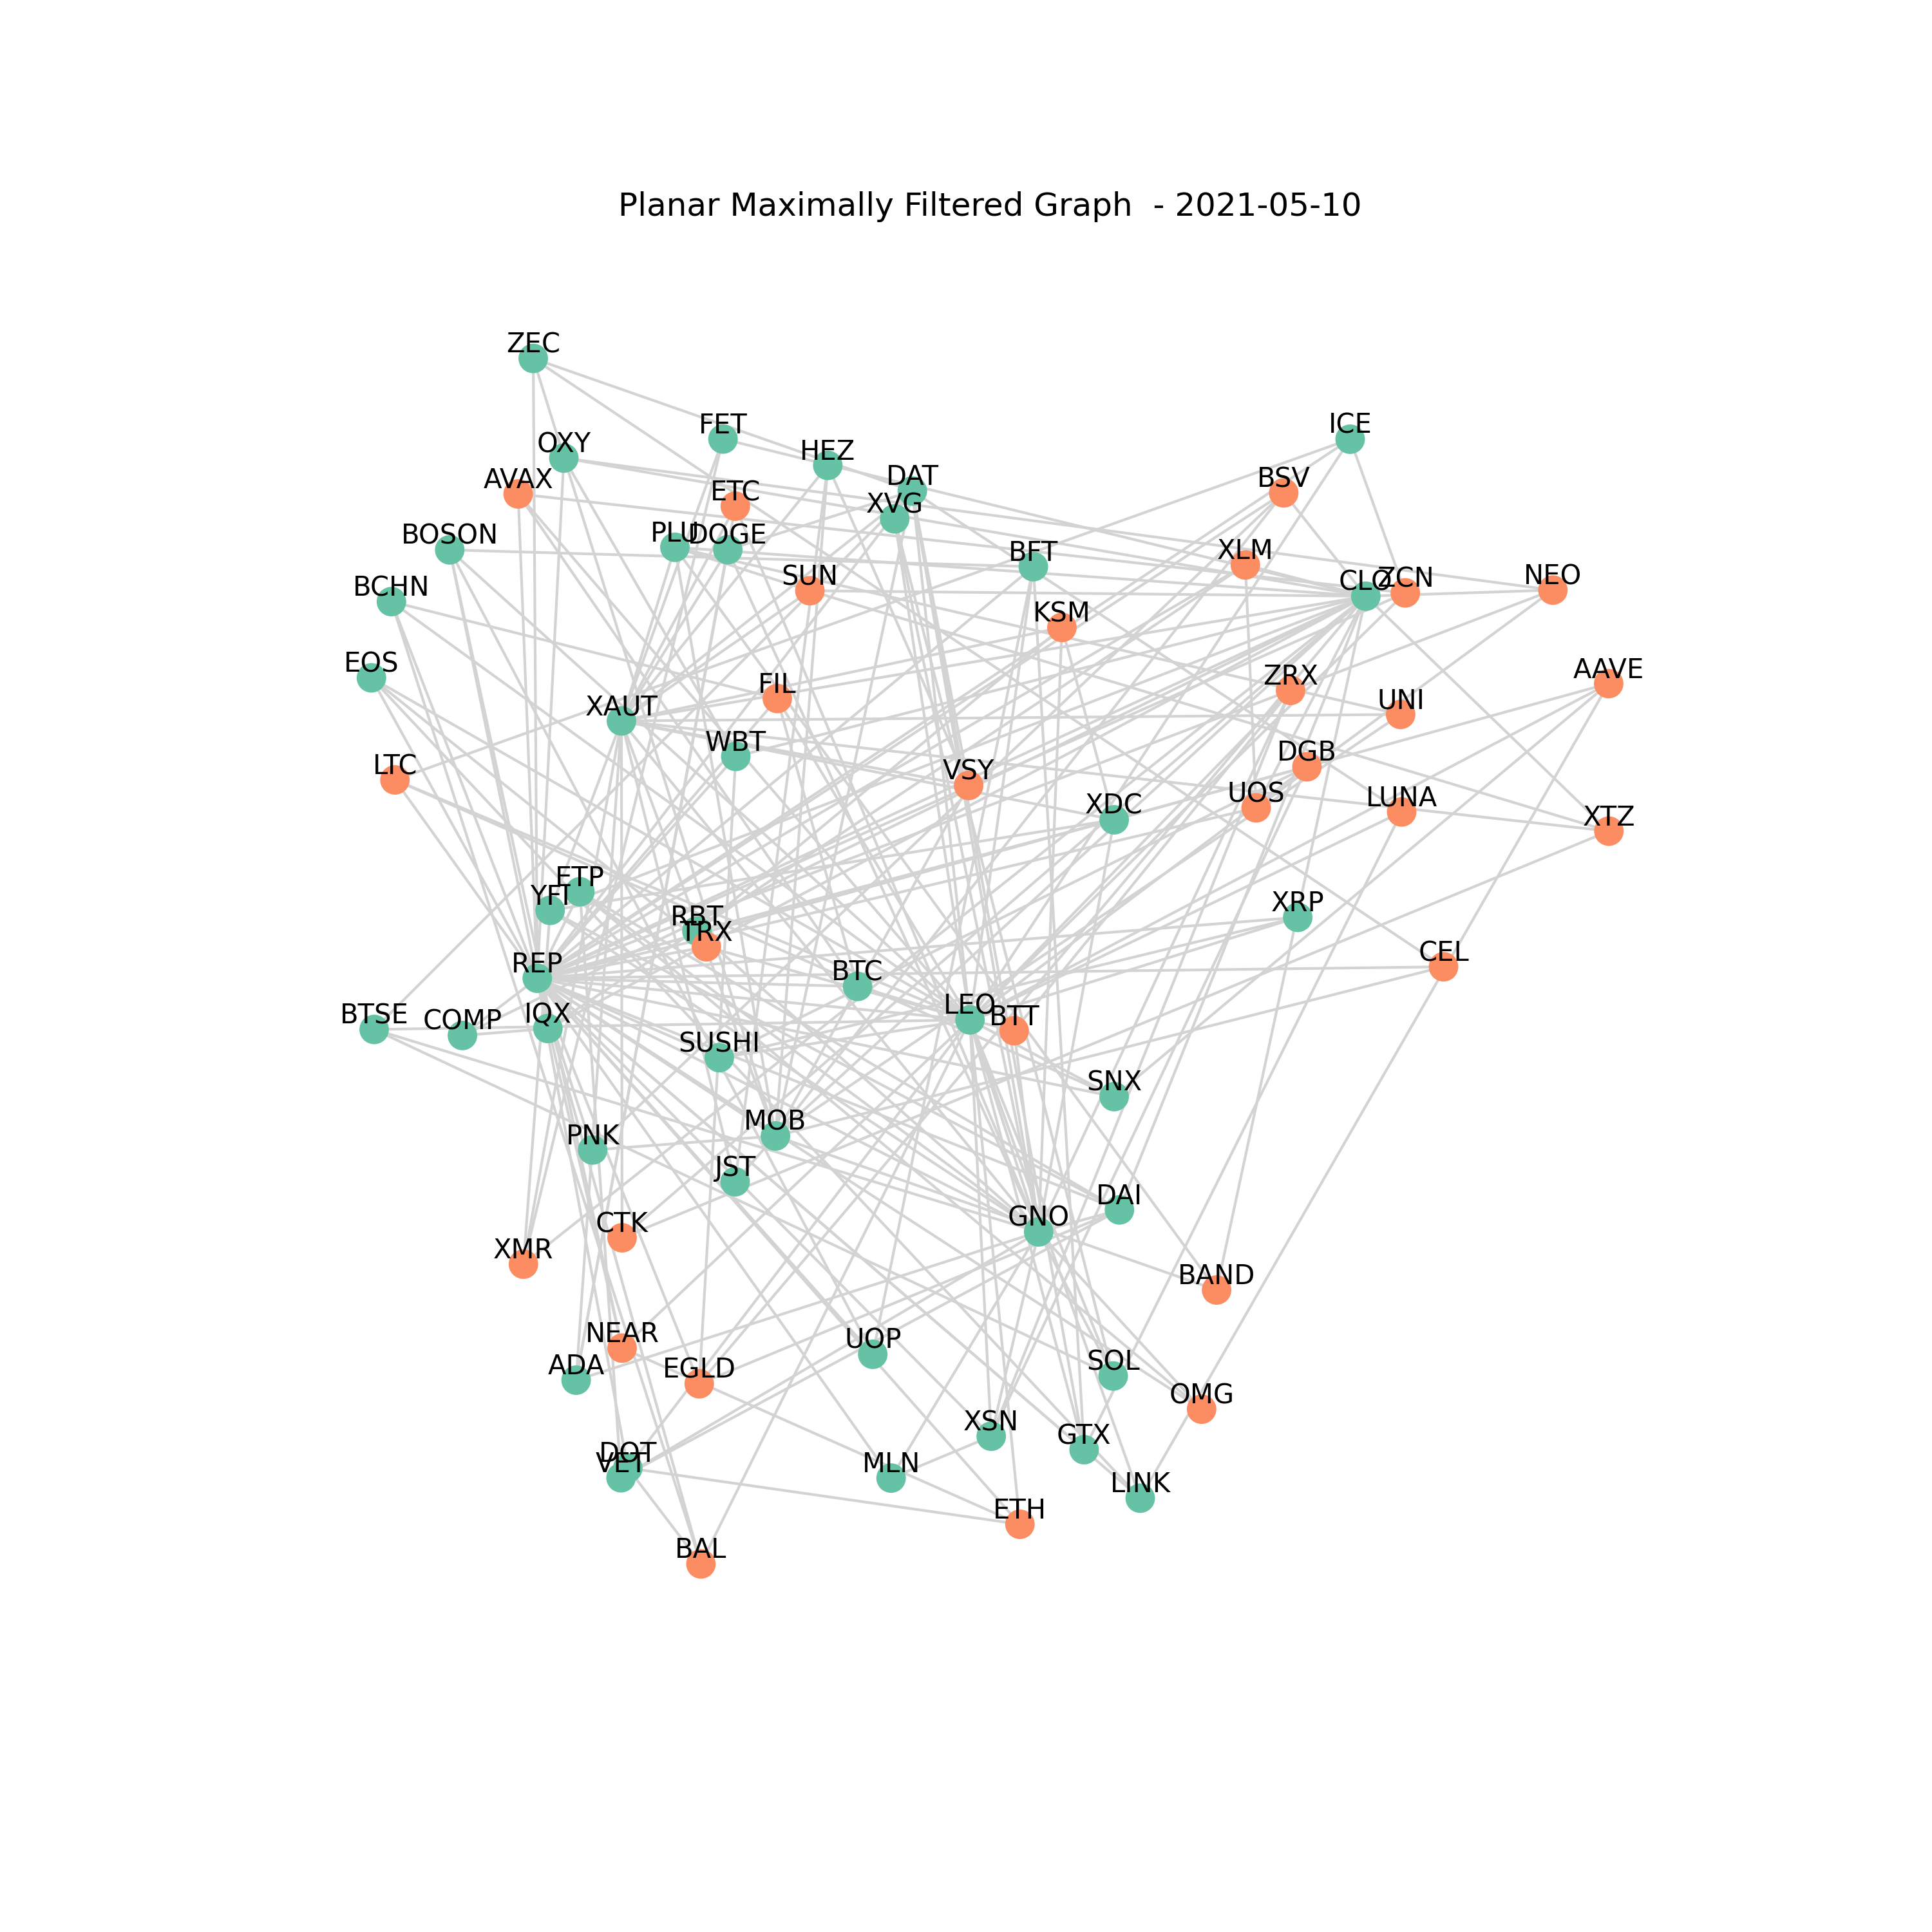 Planar Maximally Filtered Graph - 2021-05-10
ZEC
FET
ICE
OXY
HEZ
AVAX
DAT
BSV
ETC
XVG
BOSON
PLU
DOGE
BFT
XLM
SUN
CLO
ZCN
NEO
BCHN
KSM
EOS
FIL
ZRX
AAVE
XAUT
UNI
WBT
DGB
LTC
VSY
UOS
LUNA
XDC
XTZ
FTP
YFT
RBT
XRP
TRX
REP
BTC
CEL
BTSE
COMP
IQX
LEO
BTT
SUSHI
SNX
PNK
MOB
JST
DAI
CTK
GNO
XMR
BAND
NEAR
UOP
ADA
EGLD
SOL
OMG
XSN
GTX
DOT
VET
MLN
LINK
ETH
BAL